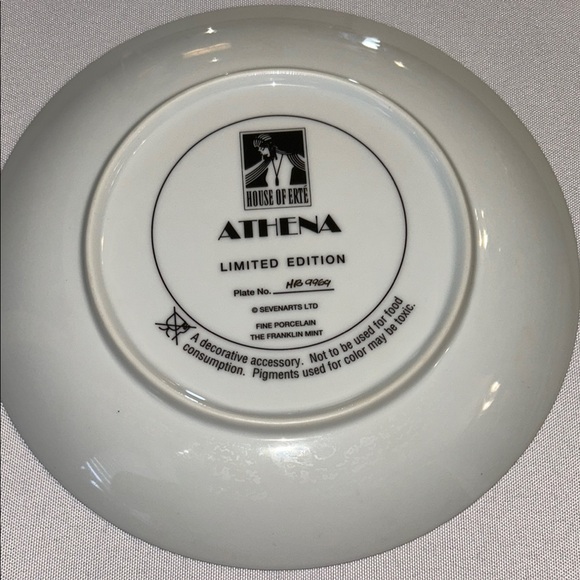 HOUSE OF ERTÉ
ATHENA
LIMITED EDITION
Plate No. HB9969
© SEVENARTS LTD
FINE PORCELAIN
THE FRANKLIN MINT
A decorative accessory. Not to be used for food
consumption. Pigments used for color may be toxic.